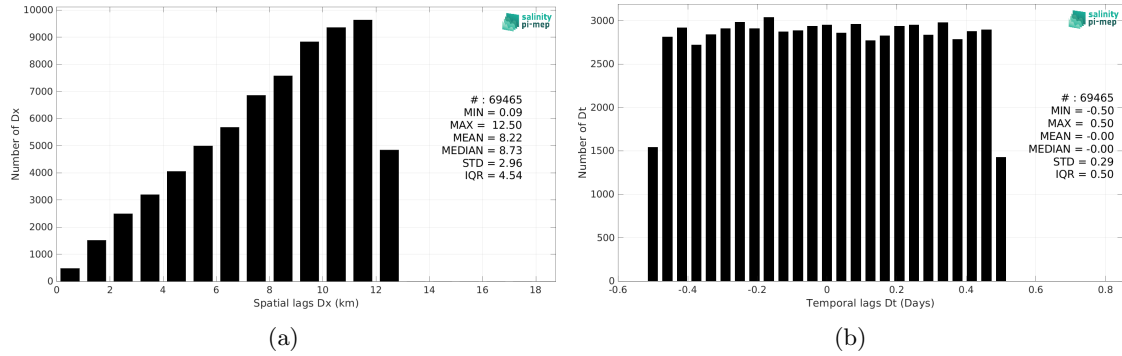 10000
9000
8000
7000
6000
5000
4000
3000
2000
1000
0
Number of Dx
0 2 4 6 8 10 12 14 16 18
Spatial lags Dx (km)
salinity
pi-mep
# : 69465
MIN = 0.09
MAX = 12.50
MEAN = 8.22
MEDIAN = 8.73
STD = 2.96
IQR = 4.54
(a)
3000
2500
2000
1500
1000
500
0
Number of Dt
-0.6 -0.4 -0.2 0 0.2 0.4 0.6 0.8
Temporal lags Dt (Days)
salinity
pi-mep
# : 69465
MIN = -0.50
MAX = 0.50
MEAN = -0.00
MEDIAN = -0.00
STD = 0.29
IQR = 0.50
(b)